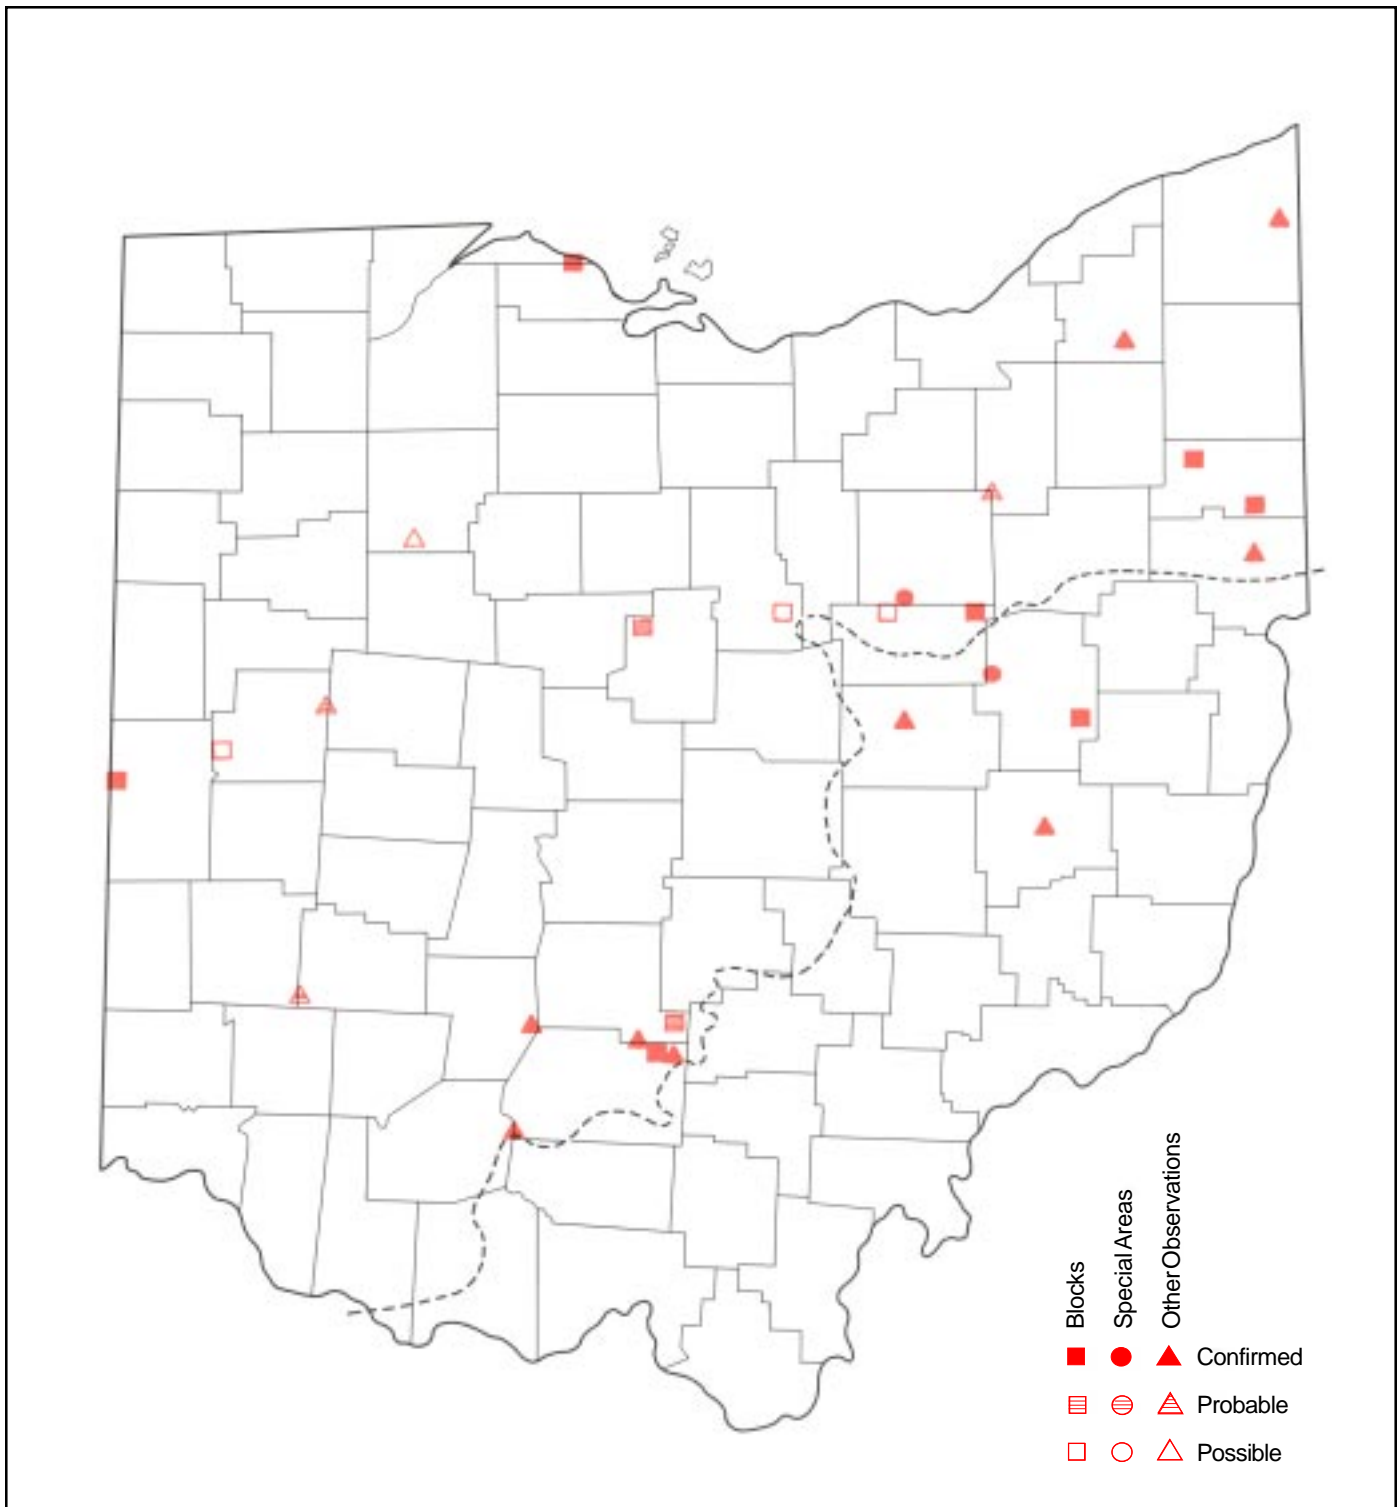 Blocks
Special Areas
Other Observations
Confirmed
Probable
Possible